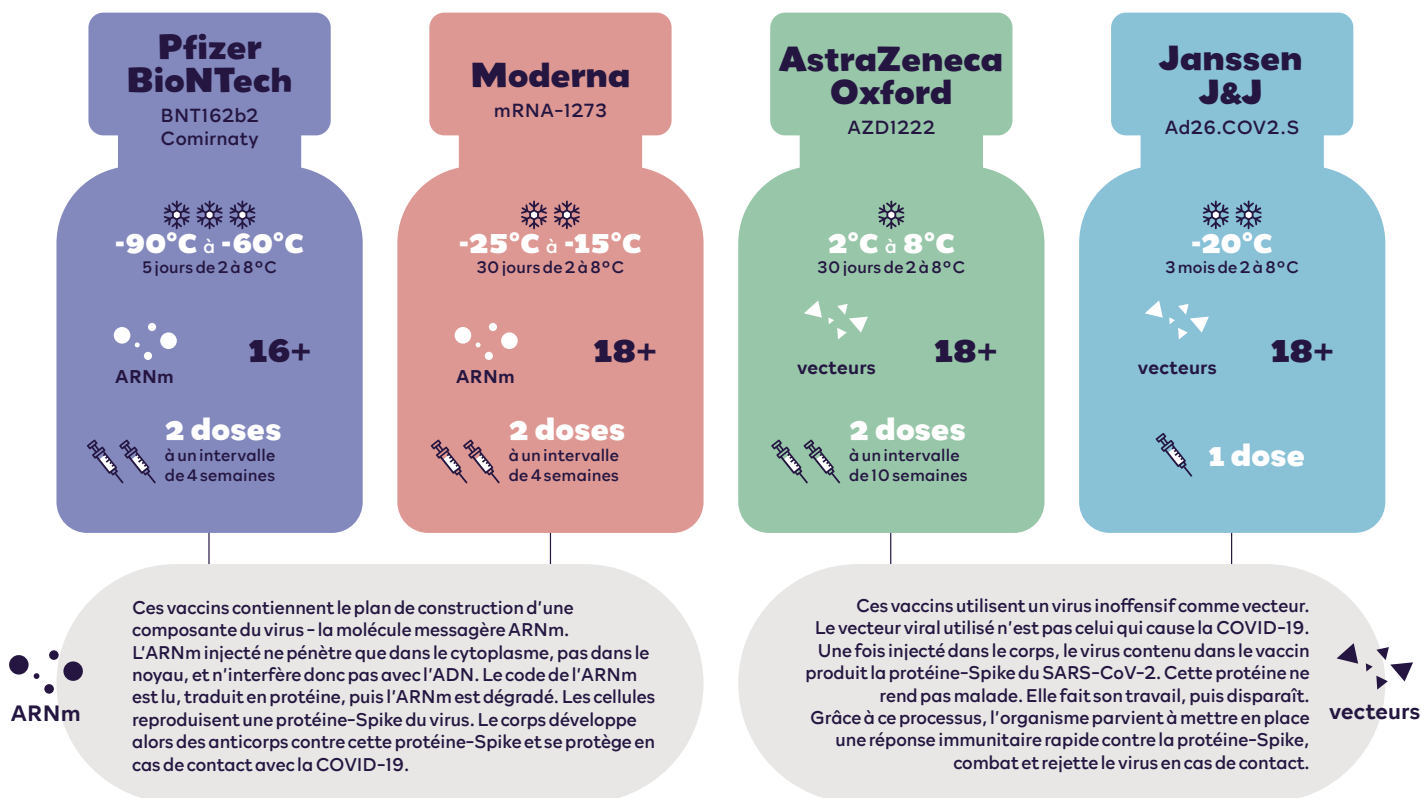 Pfizer
BioNTech
BNT162b2
Comirnaty
-90°C à -60°C
5 jours de 2 à 8°C
ARNm
16+
2 doses
à un intervalle
de 4 semaines
Moderna
mRNA-1273
-25°C à -15°C
30 jours de 2 à 8°C
ARNm
18+
2 doses
à un intervalle
de 4 semaines
AstraZeneca
Oxford
AZD1222
2°C à 8°C
30 jours de 2 à 8°C
vecteurs
18+
2 doses
à un intervalle
de 10 semaines
Janssen
J&J
Ad26.COV2.S
-20°C
3 mois de 2 à 8°C
vecteurs
18+
1 dose
ARNm
Ces vaccins contiennent le plan de construction d'une
composante du virus - la molécule messagère ARNm.
L'ARNm injecté ne pénètre que dans le cytoplasme, pas dans le
noyau, et n'interfère donc pas avec l'ADN. Le code de l'ARNm
est lu, traduit en protéine, puis l'ARNm est dégradé. Les cellules
reproduisent une protéine-Spike du virus. Le corps développe
alors des anticorps contre cette protéine-Spike et se protège en
cas de contact avec la COVID-19.
Ces vaccins utilisent un virus inoffensif comme vecteur.
Le vecteur viral utilisé n'est pas celui qui cause la COVID-19.
Une fois injecté dans le corps, le virus contenu dans le vaccin
produit la protéine-Spike du SARS-CoV-2. Cette protéine ne
rend pas malade. Elle fait son travail, puis disparaît.
Grâce à ce processus, l'organisme parvient à mettre en place
une réponse immunitaire rapide contre la protéine-Spike,
combat et rejette le virus en cas de contact.
vecteurs